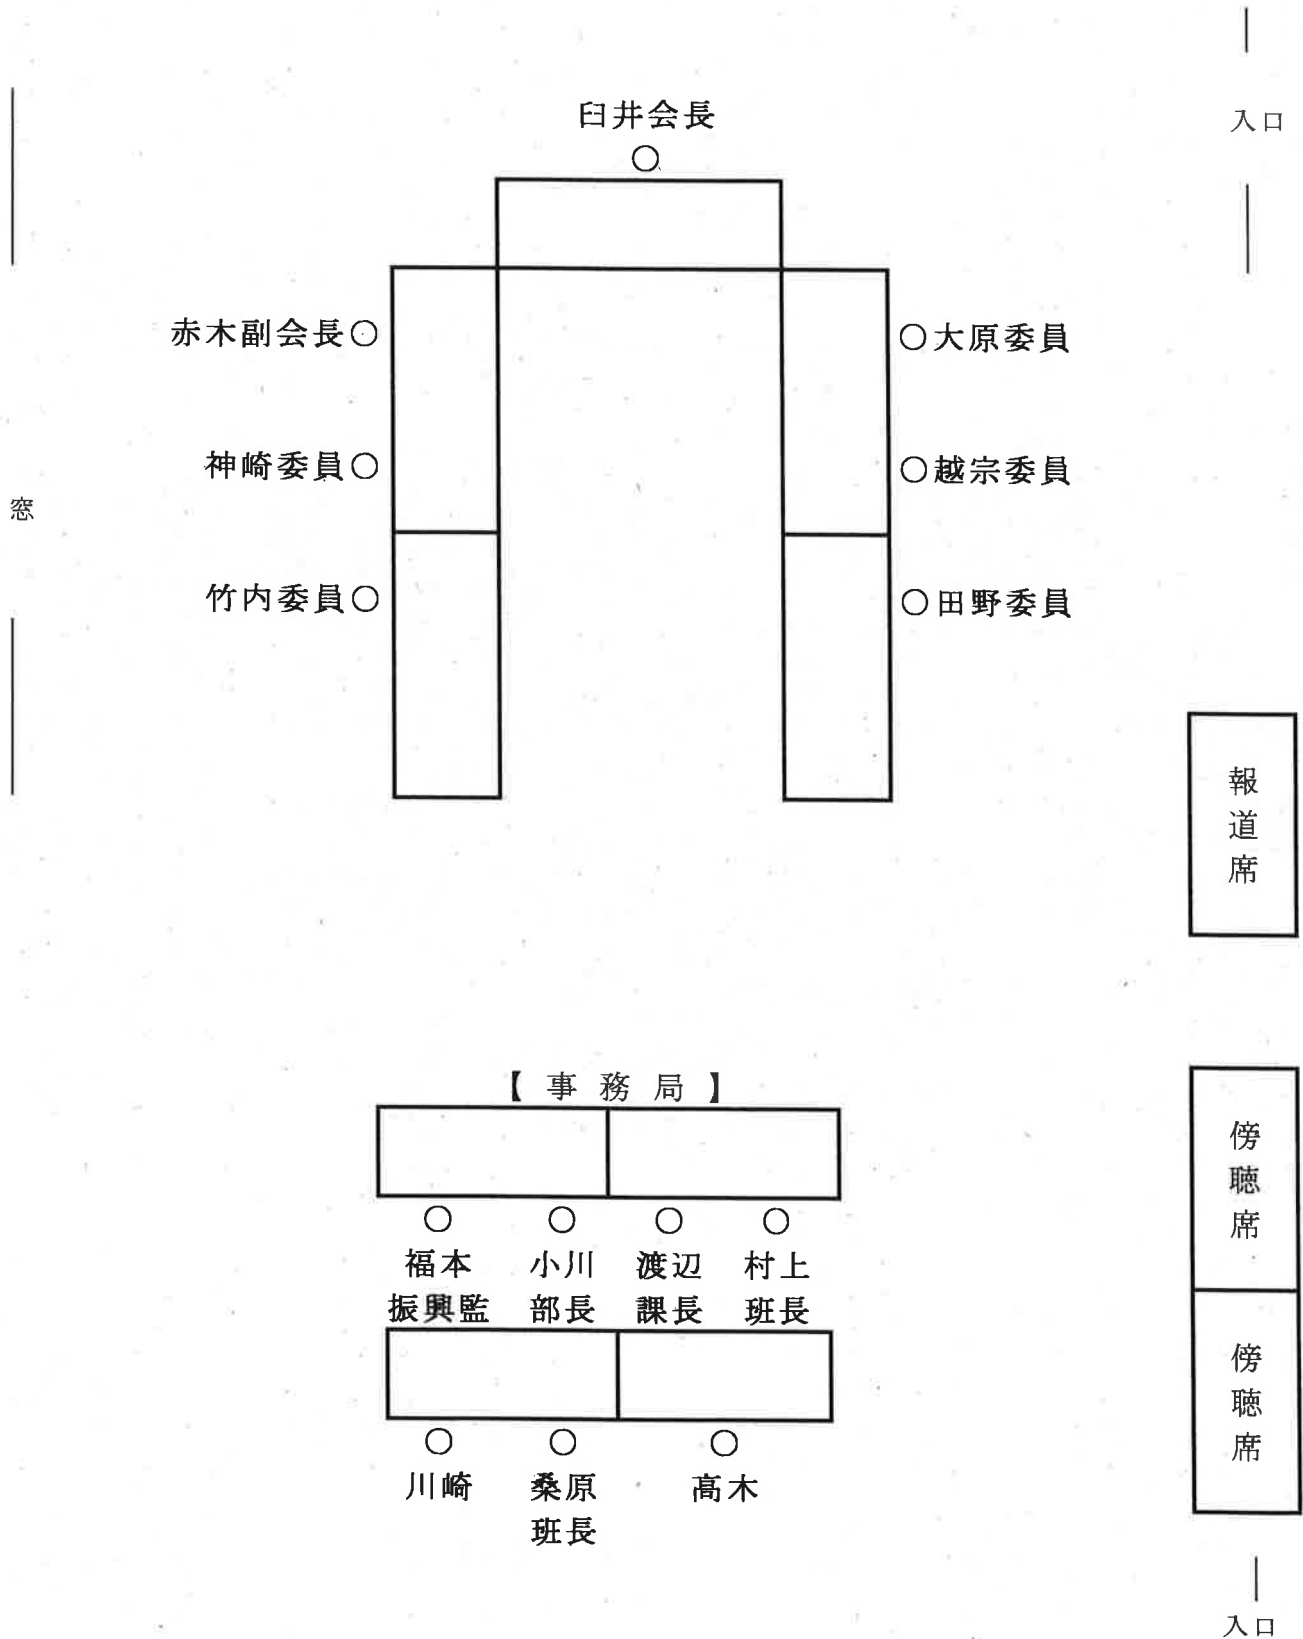 臼井会長
○
入口
赤木副会長○
○大原委員
神崎委員○
○越宗委員
窓
竹内委員○
○田野委員
報道席
【事務局】
○ ○ ○ ○
福本 小川 渡辺 村上
振興監 部長 課長 班長
○ ○ ○
川崎 桑原 高木
班長
傍聴席
傍聴席
入口